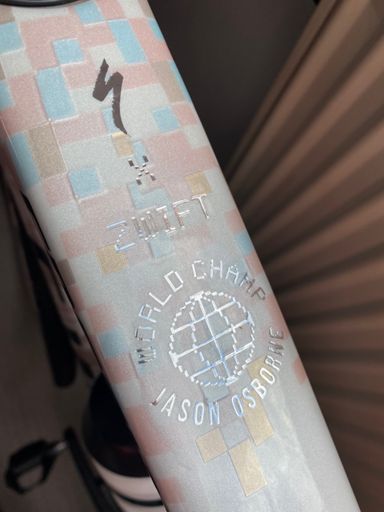 X
ZWIFT
WORLD CHAMP
JASON OSBORNE